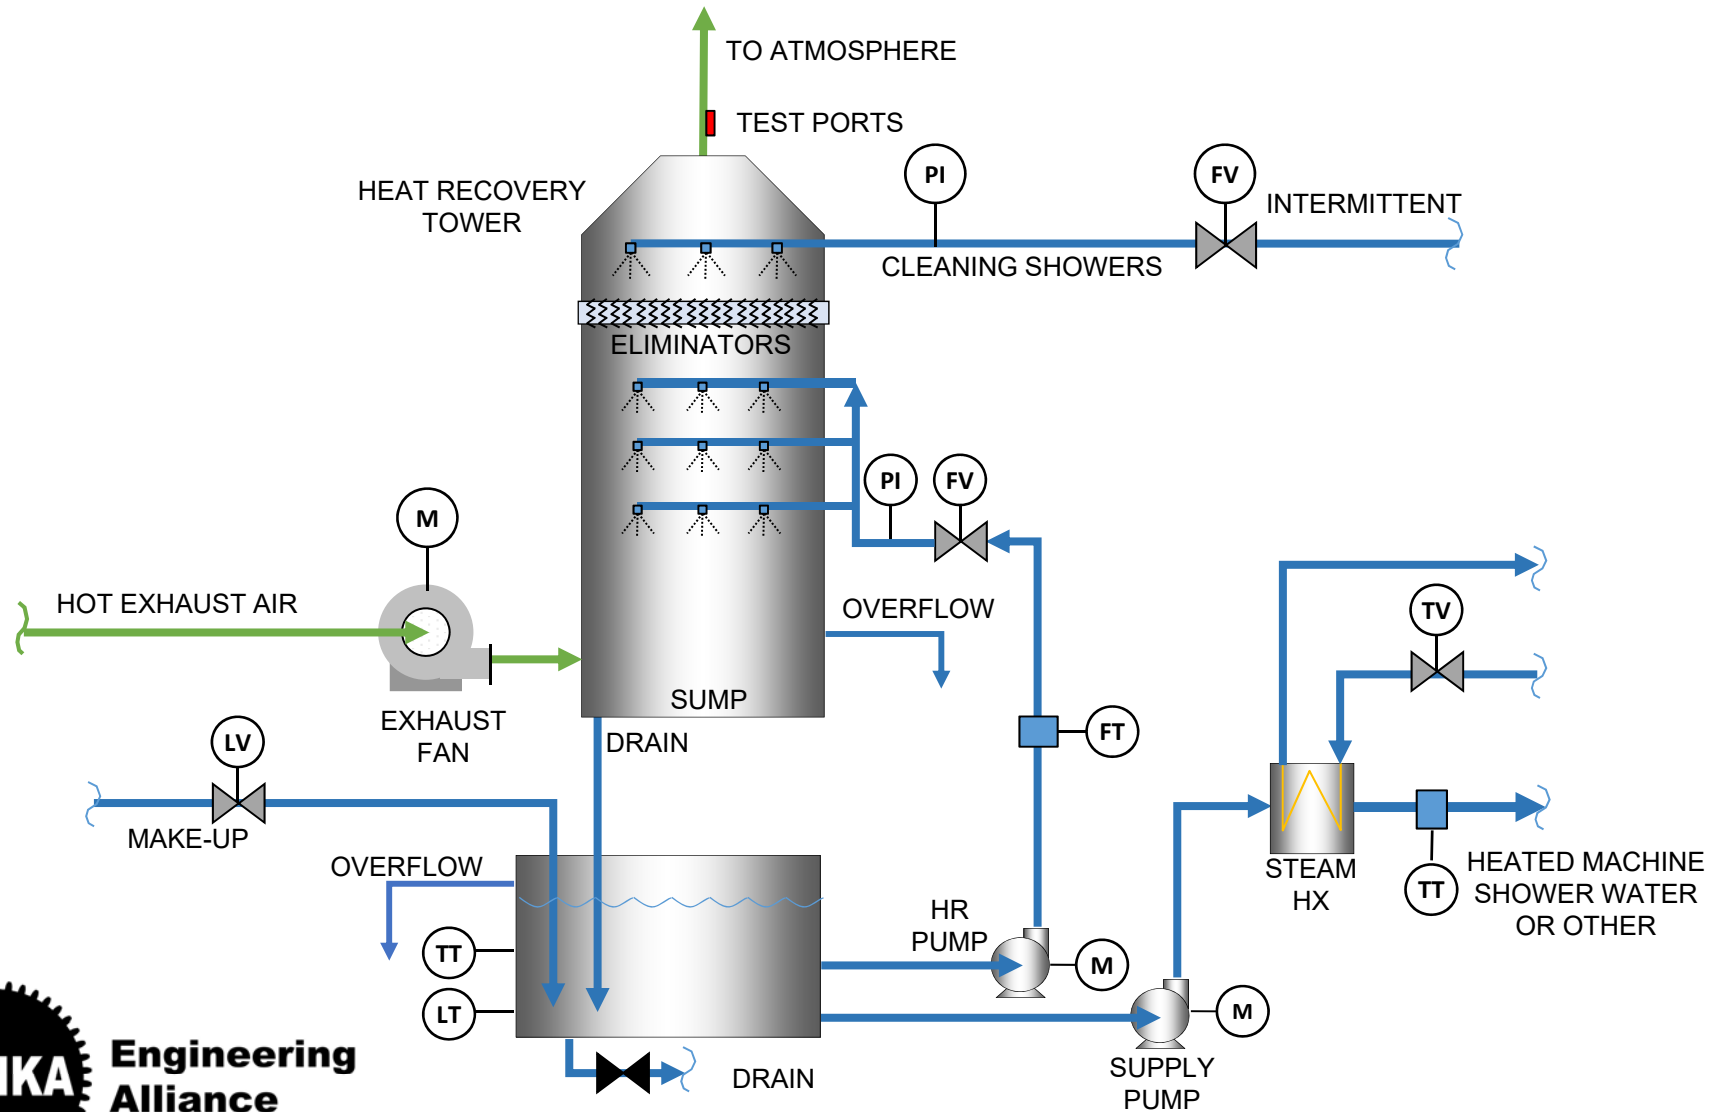 TO ATMOSPHERE
TEST PORTS
HEAT RECOVERY
TOWER
PI
FV
INTERMITTENT
CLEANING SHOWERS
ELIMINATORS
PI
FV
M
HOT EXHAUST AIR
OVERFLOW
TV
SUMP
EXHAUST
FAN
DRAIN
FT
LV
MAKE-UP
OVERFLOW
STEAM
HX
TT
HEATED MACHINE
SHOWER WATER
OR OTHER
HR
PUMP
TT
M
LT
M
Engineering
Alliance
DRAIN
SUPPLY
PUMP